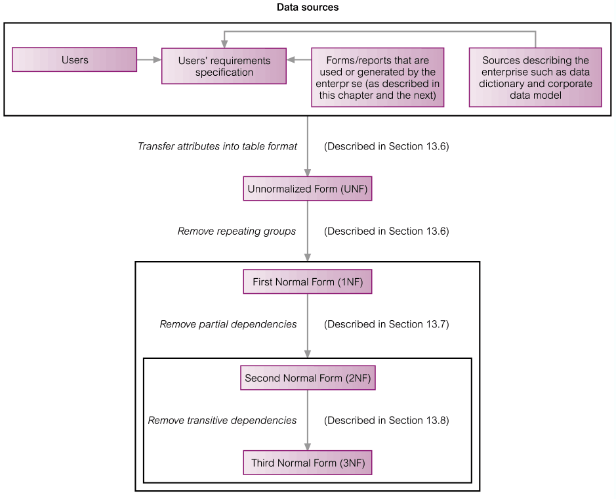 Data sources
Users
Users' requirements
specification
Forms/reports that are
used or generated by the
enterprise (as described in
this chapter and the next)
Sources describing the
enterprise such as data
dictionary and corporate
data model
Transfer attributes into table format
(Described in Section 13.6)
Unnormalized Form (UNF)
Remove repeating groups
(Described in Section 13.6)
First Normal Form (1NF)
Remove partial dependencies
(Described in Section 13.7)
Second Normal Form (2NF)
Remove transitive dependencies
(Described in Section 13.8)
Third Normal Form (3NF)